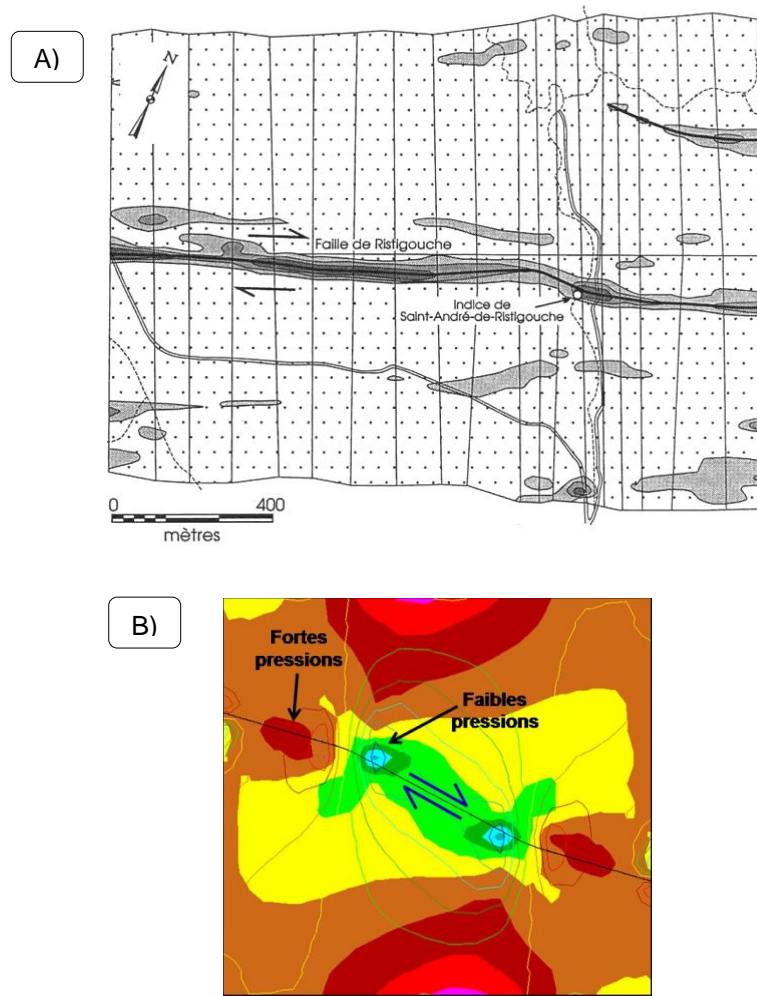 A)
N
Faille de Ristigouche
Indice de
Saint-André-de-Ristigouche
0 400
mètres
B)
Fortes
pressions
Faibles
pressions